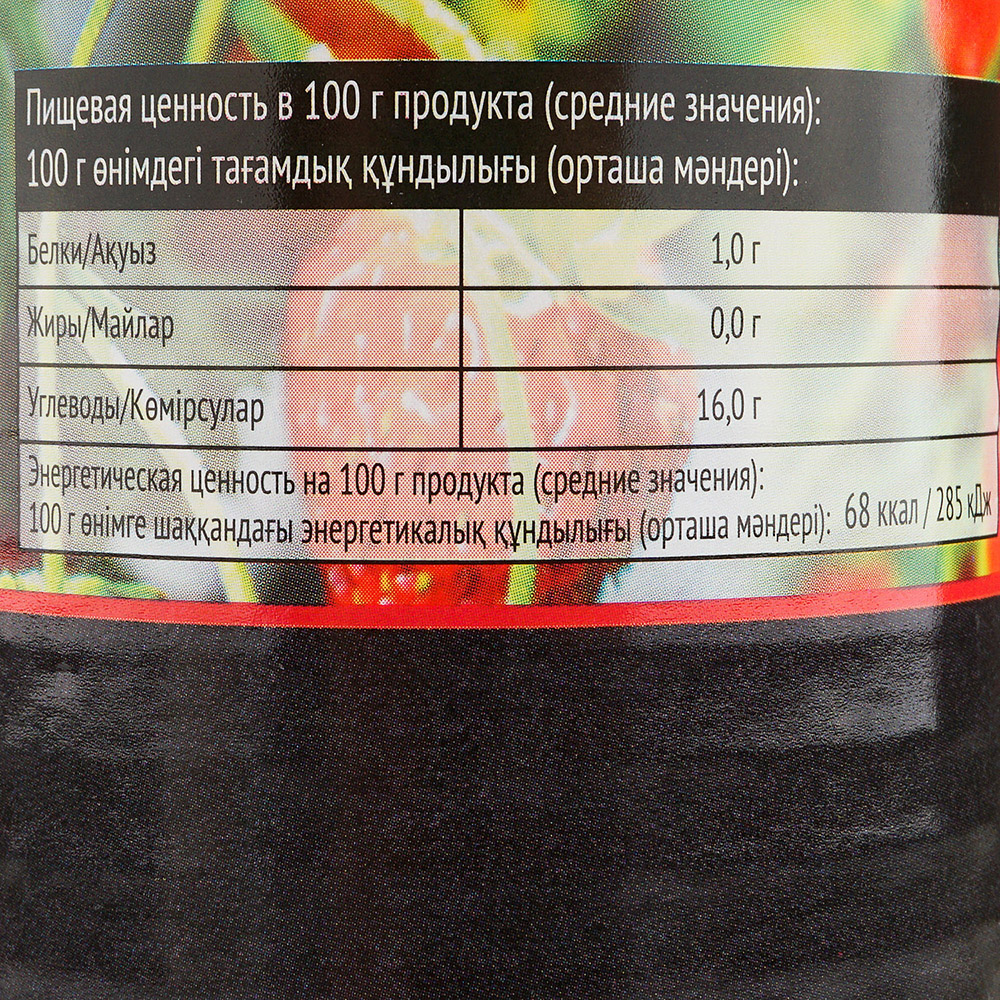 Пищевая ценность в 100 г продукта (средние значения):
100 г өнімдегі тағамдық құндылығы (орташа мәндері):
Белки/Ақуыз 1,0 г
Жиры/Майлар 0,0 г
Углеводы/Көмірсулар 16,0 г
Энергетическая ценность на 100 г продукта (средние значения):
100 г өнімге шаққандағы энергетикалық құндылығы (орташа мәндері): 68 ккал / 285 кДж